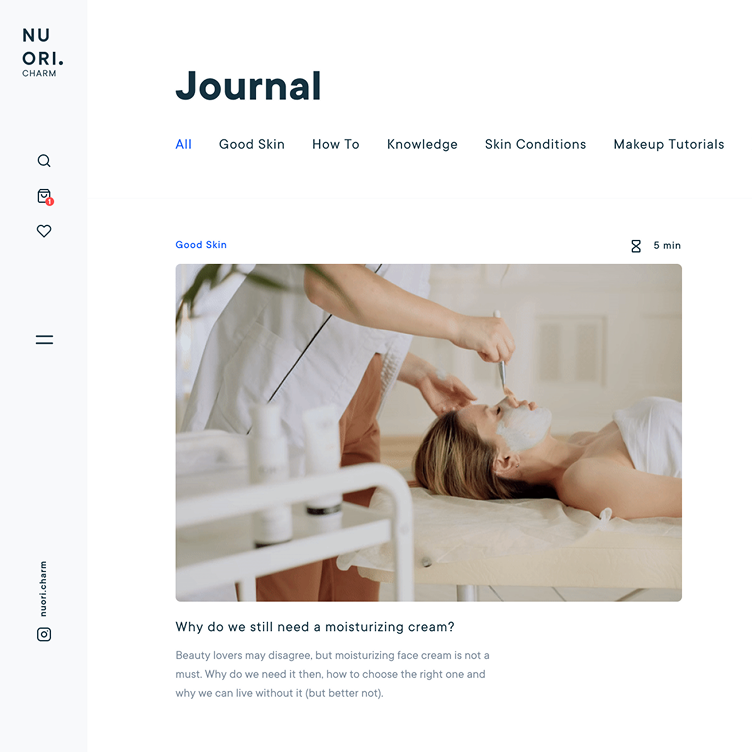 NU
ORI.
CHARM
1
nuori.charm
Journal
All Good Skin How To Knowledge Skin Conditions Makeup Tutorials
Good Skin 5 min
Why do we still need a moisturizing cream?
Beauty lovers may disagree, but moisturizing face cream is not a
must. Why do we need it then, how to choose the right one and
why we can live without it (but better not).